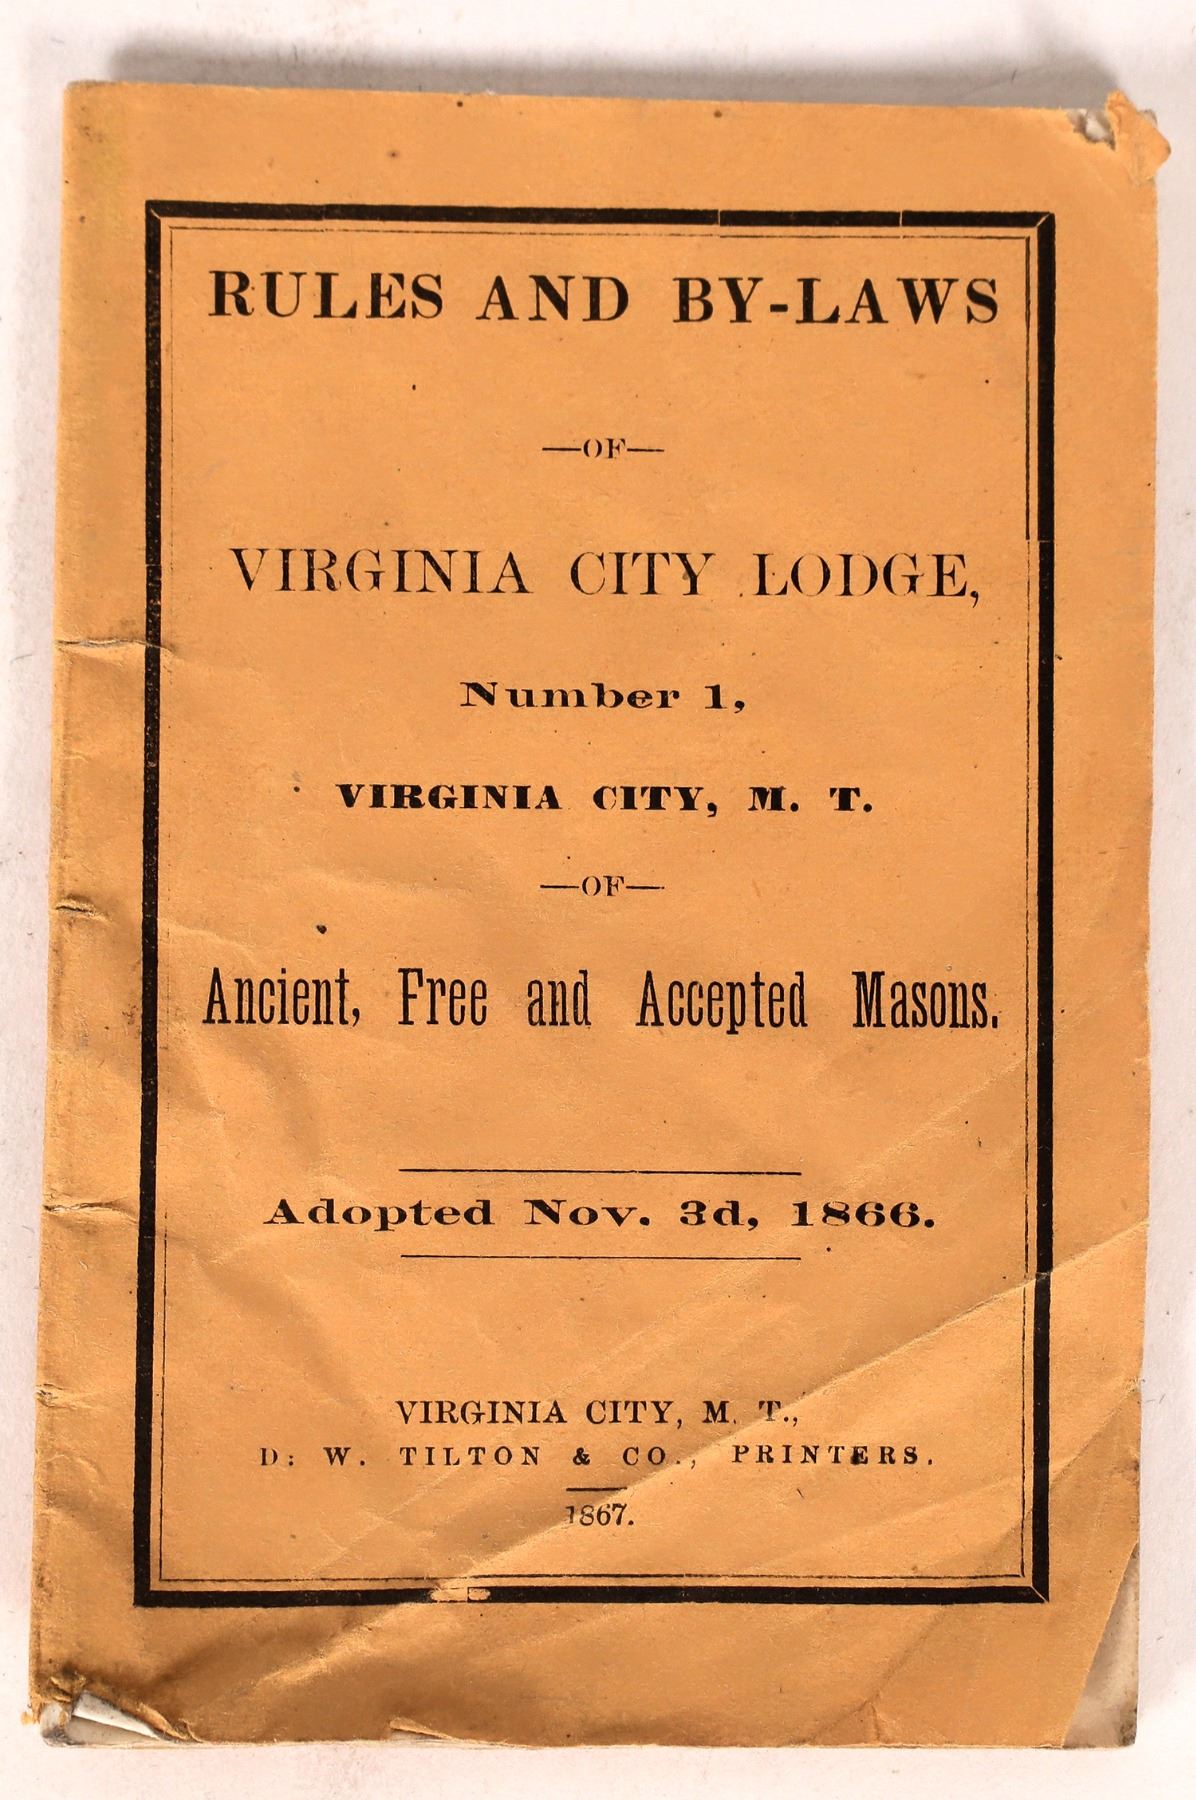 RULES AND BY-LAWS
—OF—
VIRGINIA CITY LODGE,
Number 1,
VIRGINIA CITY, M. T.
—OF—
Ancient, Free and Accepted Masons.
Adopted Nov. 3d, 1866.
VIRGINIA CITY, M. T.,
D: W. TILTON & CO., PRINTERS.
1867.